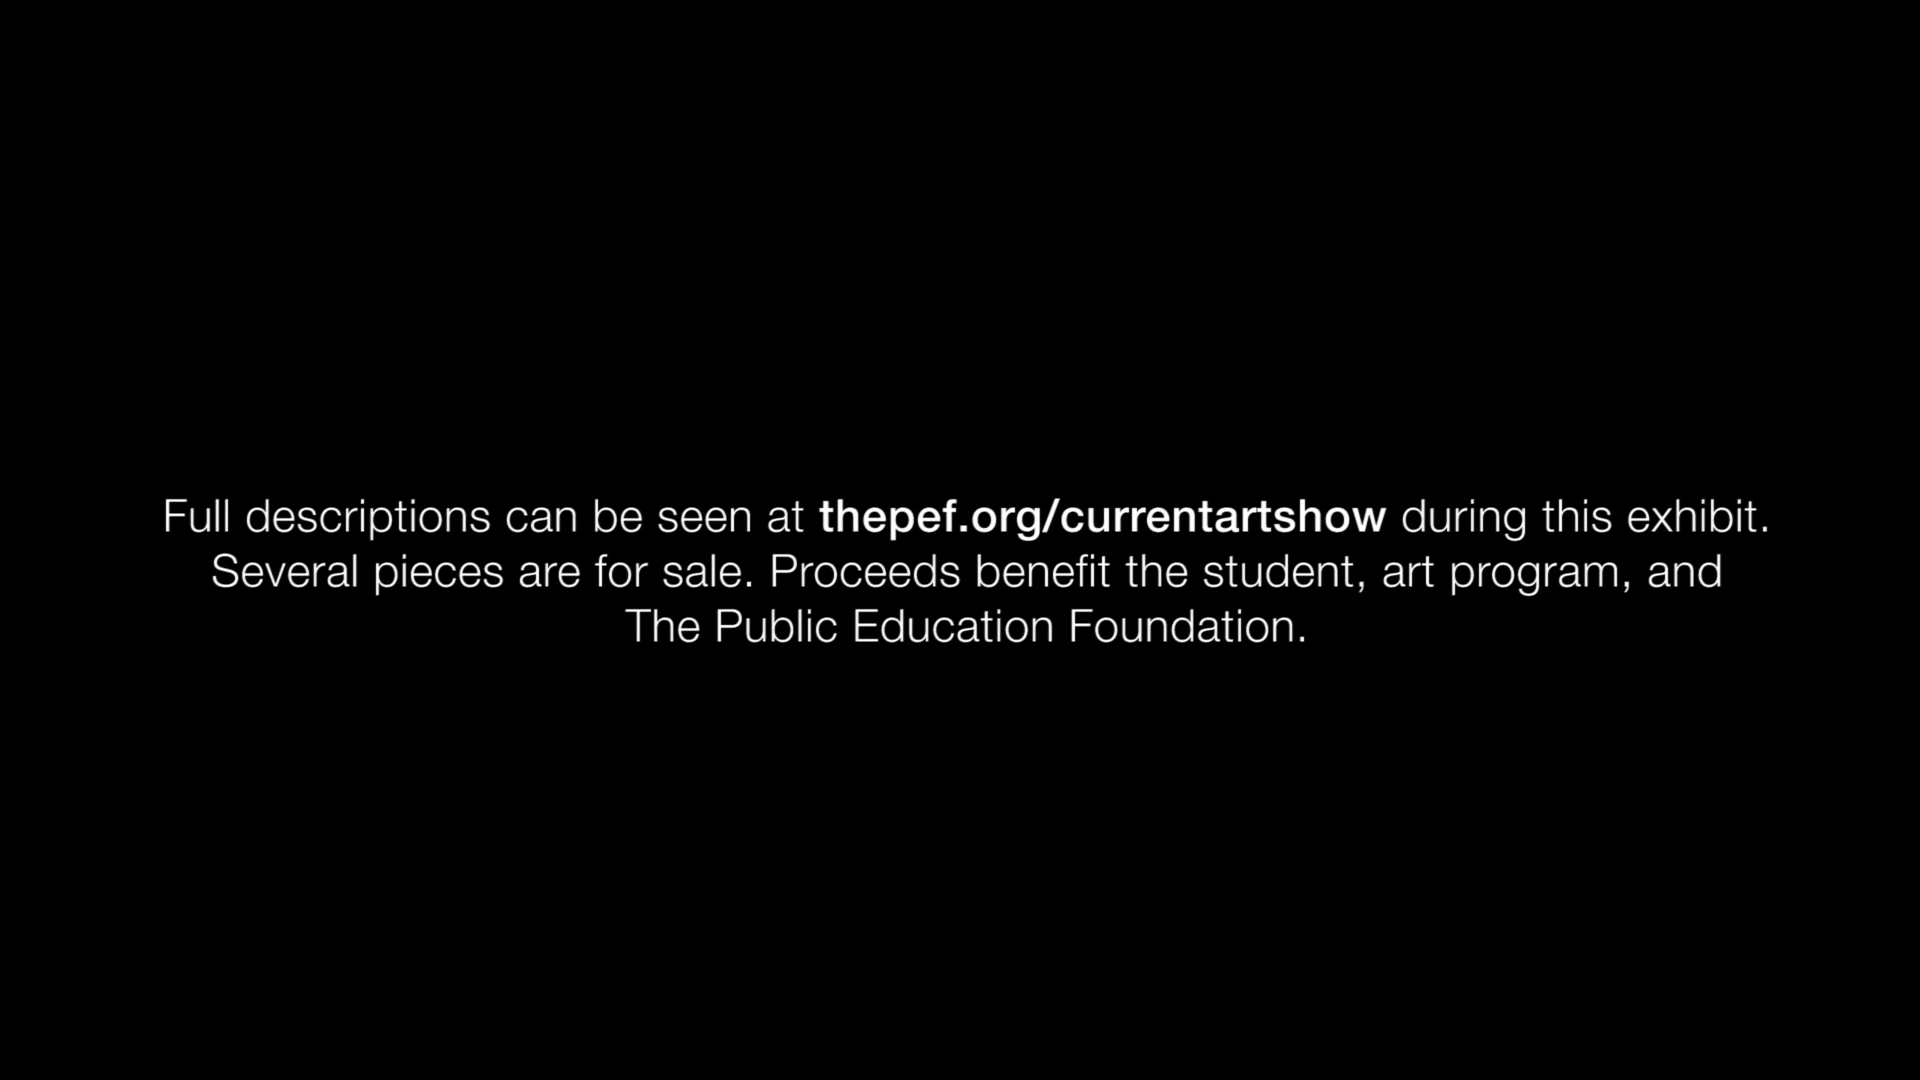 Full descriptions can be seen at thepef.org/currentartshow during this exhibit.
Several pieces are for sale. Proceeds benefit the student, art program, and
The Public Education Foundation.